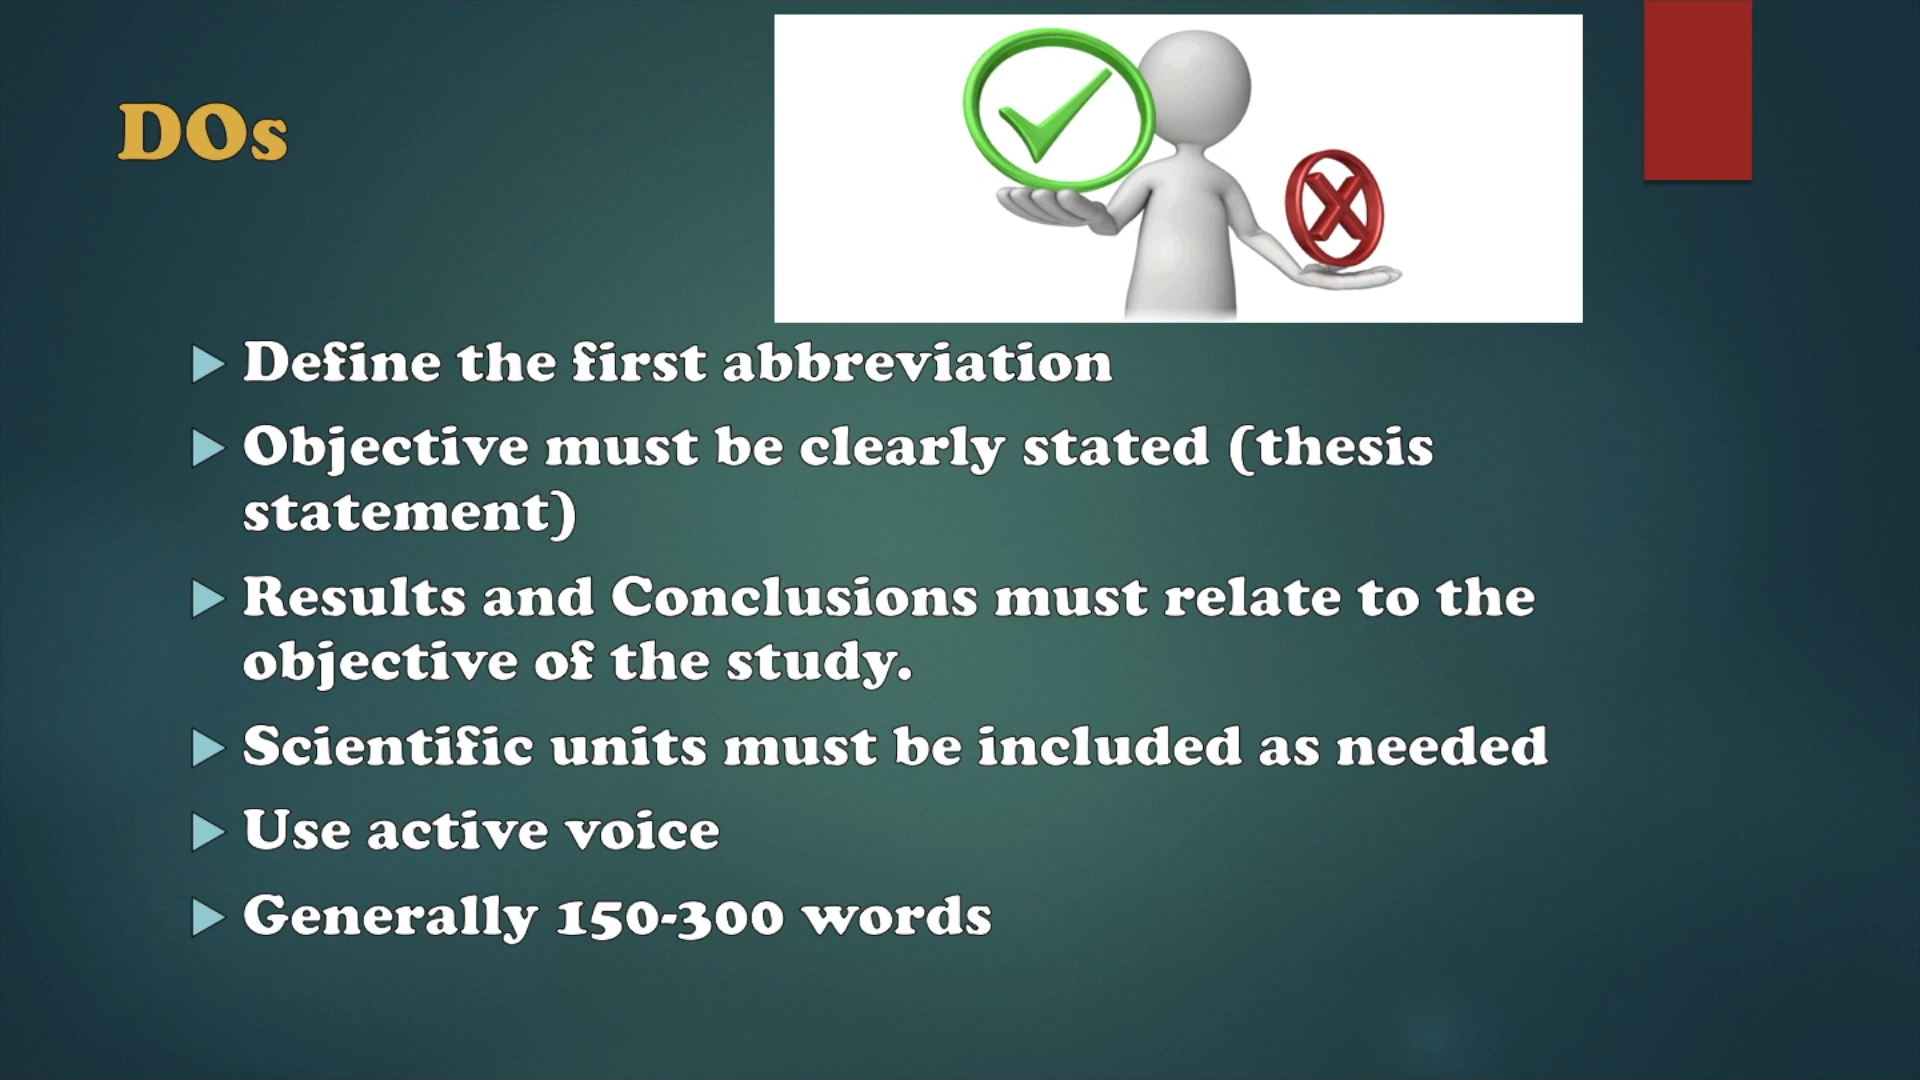 DOs
Define the first abbreviation
Objective must be clearly stated (thesis
statement)
Results and Conclusions must relate to the
objective of the study.
Scientific units must be included as needed
Use active voice
Generally 150-300 words